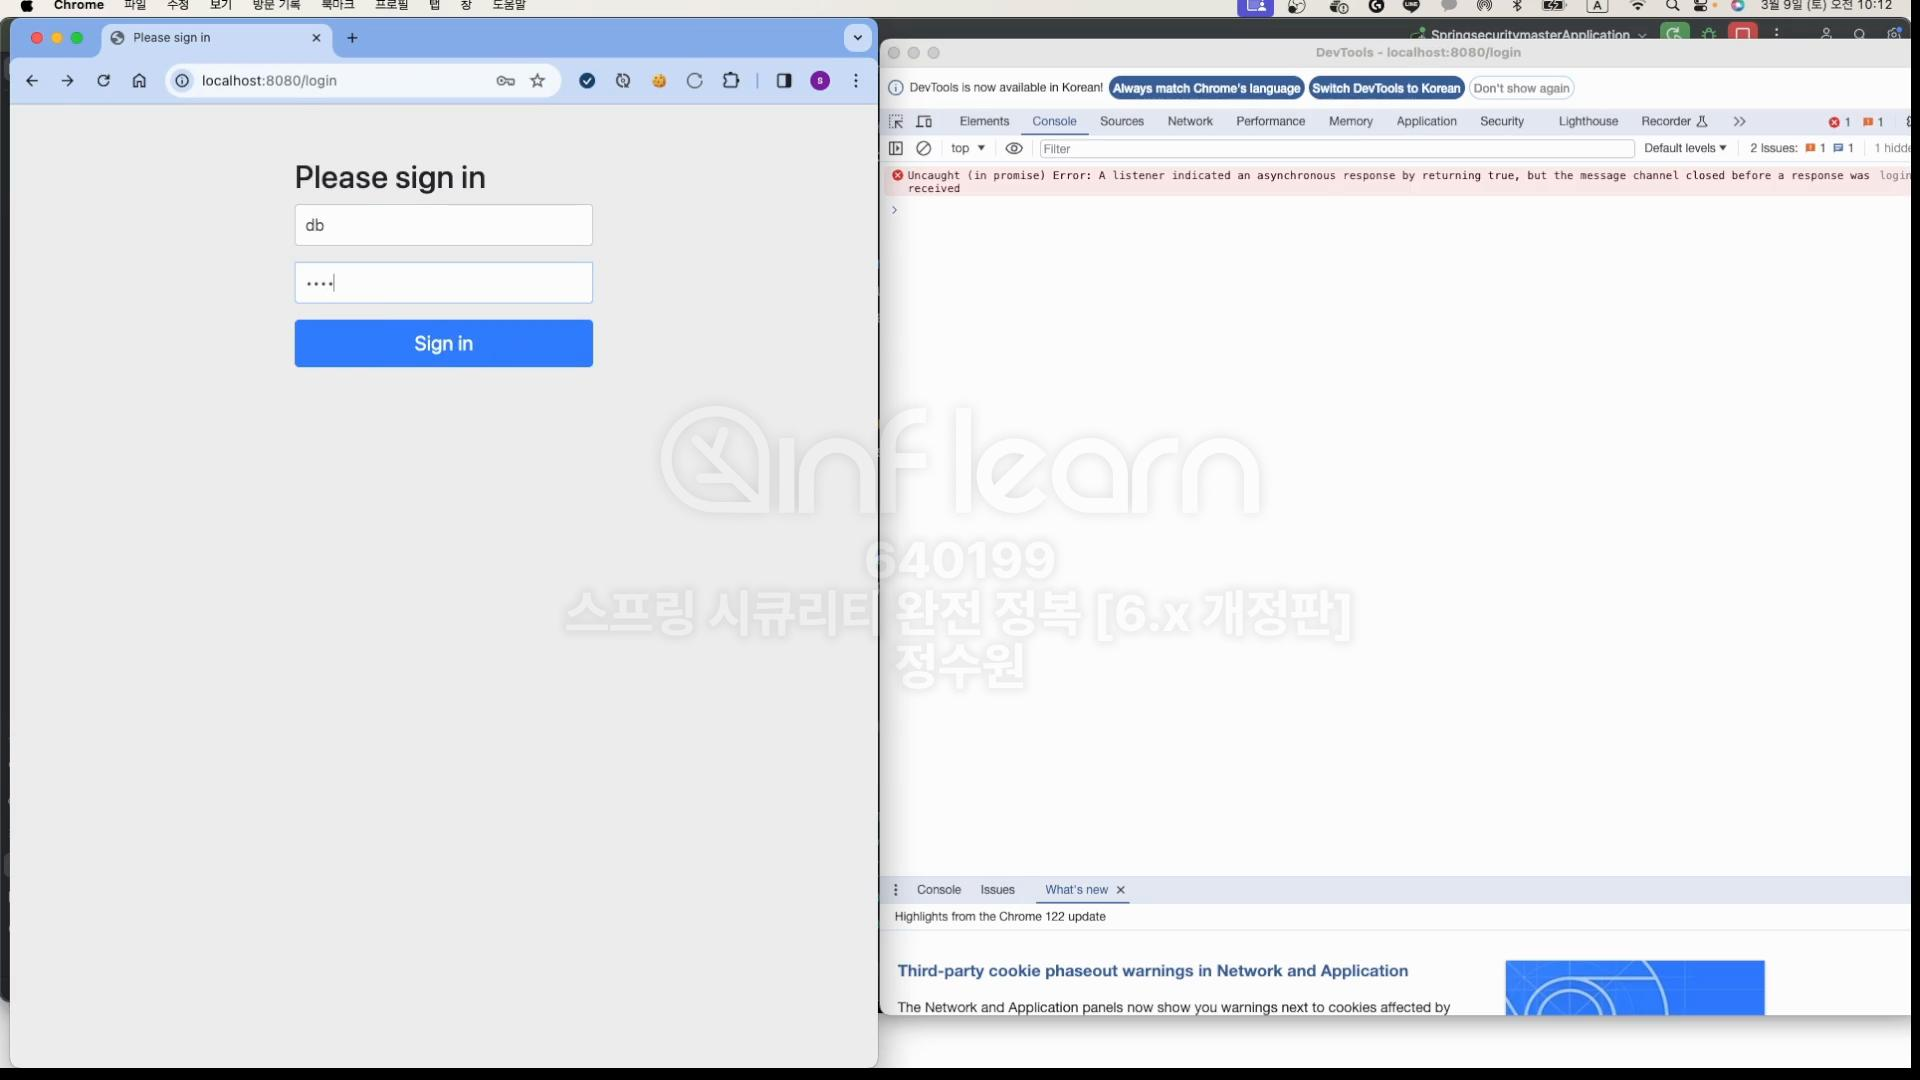 Chrome 파일 수정 보기 방문 기록 북마크 프로필 탭 창 도움말
LINE A 3월 9일 (토) 오전 10:12
Please sign in
localhost:8080/login
S
Please sign in
db
Sign in
SpringsecuritymasterApplication
DevTools - localhost:8080/login
DevTools is now available in Korean! Always match Chrome's language Switch DevTools to Korean Don't show again
Elements Console Sources Network Performance Memory Application Security Lighthouse Recorder 1 1
top Filter Default levels 2 Issues: 1 1 1 hidde
Uncaught (in promise) Error: A listener indicated an asynchronous response by returning true, but the message channel closed before a response was login
received
inflearn
640199
스프링 시큐리티 완전 정복 [6.x 개정판]
정수원
Console Issues What's new
Highlights from the Chrome 122 update
Third-party cookie phaseout warnings in Network and Application
The Network and Application panels now show you warnings next to cookies affected by